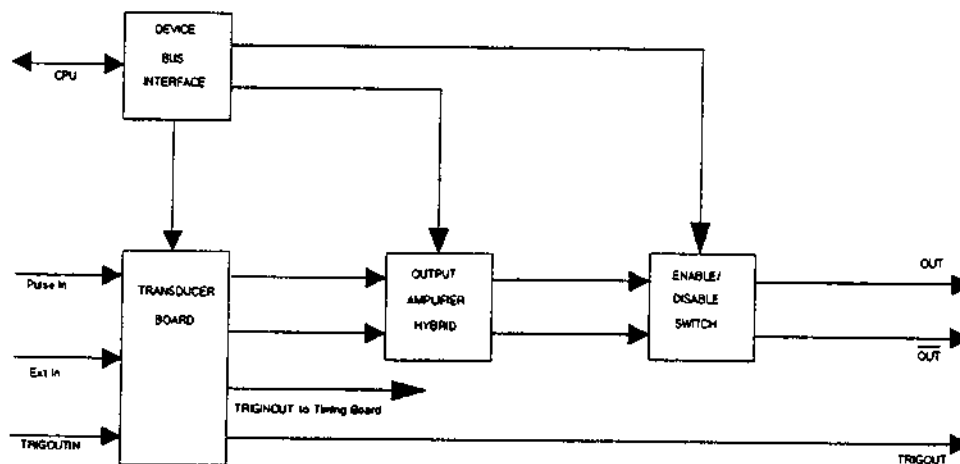 DEVICE
BUS
INTERFACE
CPU
Pulse In
TRANSDUCER
BOARD
Ext In
TRIGOUTIN
OUTPUT
AMPLIFIER
HYBRID
TRIGINOUT to Timing Board
ENABLE/
DISABLE
SWITCH
OUT
OUT
TRIGOUT